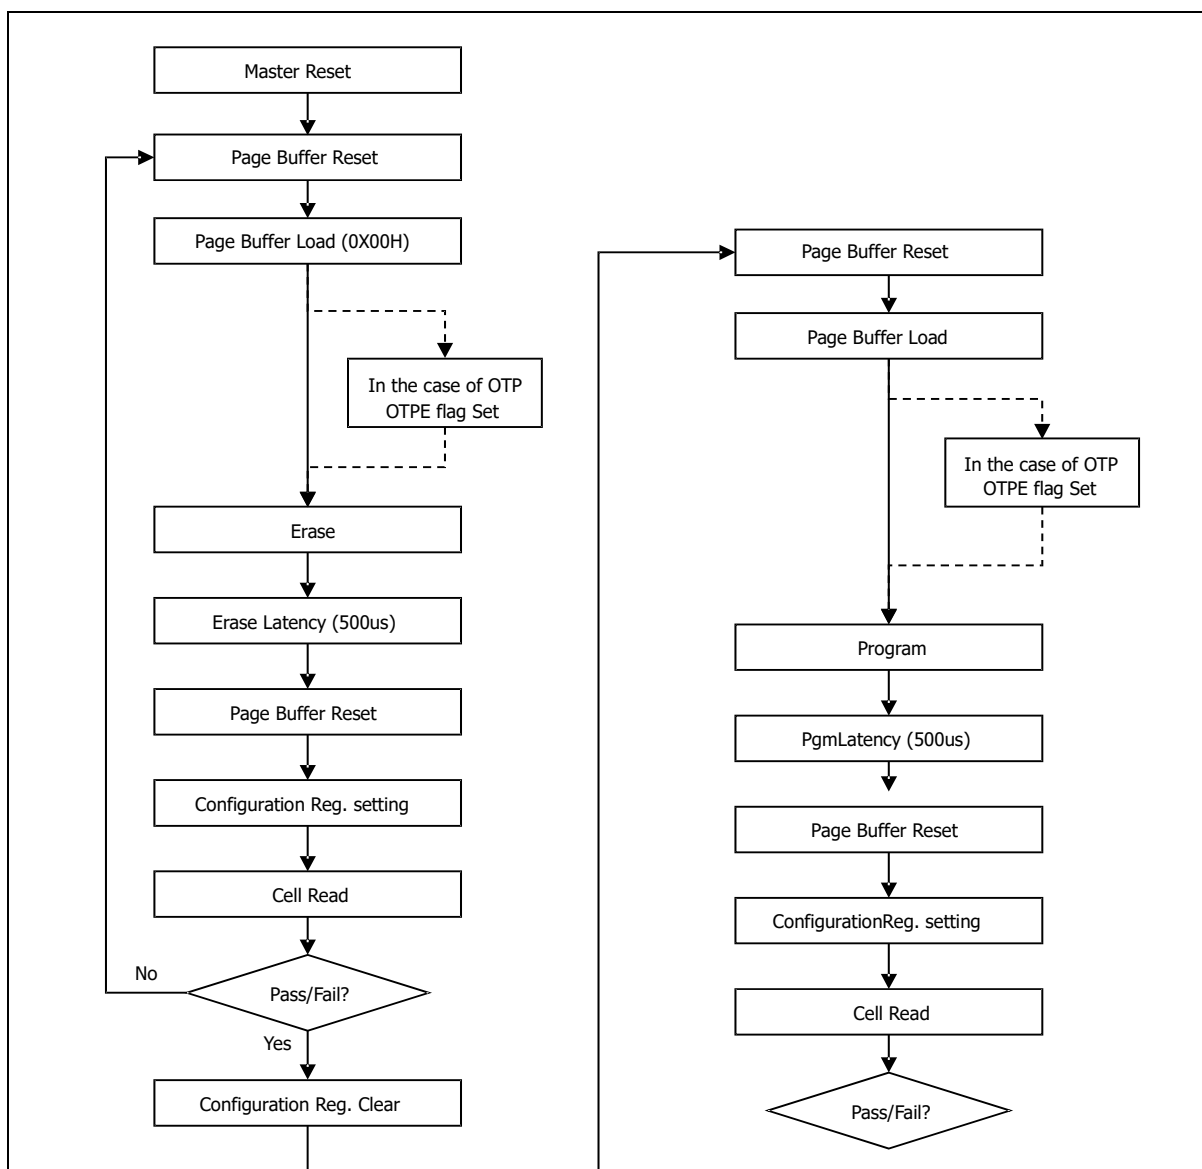 Master Reset
Page Buffer Reset
Page Buffer Load (0X00H)
In the case of OTP
OTPE flag Set
Erase
Erase Latency (500us)
Page Buffer Reset
Configuration Reg. setting
Cell Read
No
Pass/Fail?
Yes
Configuration Reg. Clear
Page Buffer Reset
Page Buffer Load
In the case of OTP
OTPE flag Set
Program
PgmLatency (500us)
Page Buffer Reset
ConfigurationReg. setting
Cell Read
Pass/Fail?